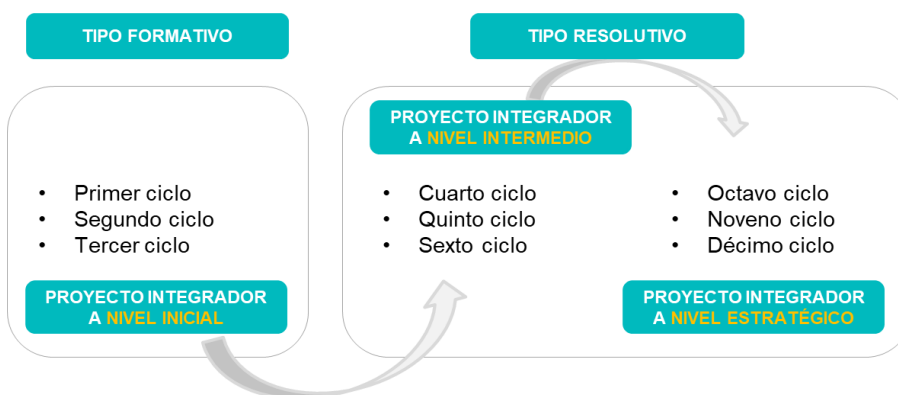 TIPO FORMATIVO
TIPO RESOLUTIVO
• Primer ciclo
• Segundo ciclo
• Tercer ciclo
PROYECTO INTEGRADOR
A NIVEL INICIAL
PROYECTO INTEGRADOR
A NIVEL INTERMEDIO
• Cuarto ciclo
• Quinto ciclo
• Sexto ciclo
• Octavo ciclo
• Noveno ciclo
• Décimo ciclo
PROYECTO INTEGRADOR
A NIVEL ESTRATÉGICO